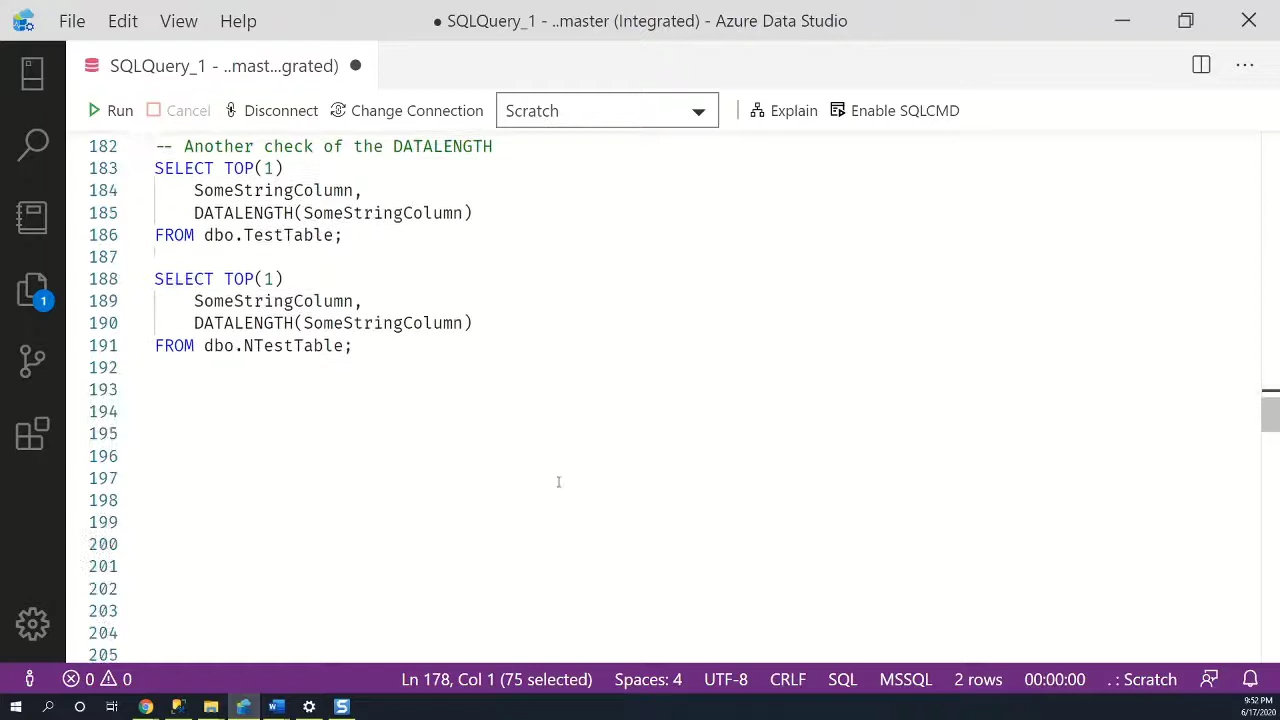 File Edit View Help ● SQLQuery_1 - ..master (Integrated) - Azure Data Studio
SQLQuery_1 - ..mast...grated) ●
Run Cancel Disconnect Change Connection Scratch Explain Enable SQLCMD
182 -- Another check of the DATALENGTH
183 SELECT TOP(1)
184 SomeStringColumn,
185 DATALENGTH(SomeStringColumn)
186 FROM dbo.TestTable;
187
188 SELECT TOP(1)
189 SomeStringColumn,
190 DATALENGTH(SomeStringColumn)
191 FROM dbo.NTestTable;
192
193
194
195
196
197
198
199
200
201
202
203
204
205
1
0 0 Ln 178, Col 1 (75 selected) Spaces: 4 UTF-8 CRLF SQL MSSQL 2 rows 00:00:00 . : Scratch
9:52 PM
6/17/2020